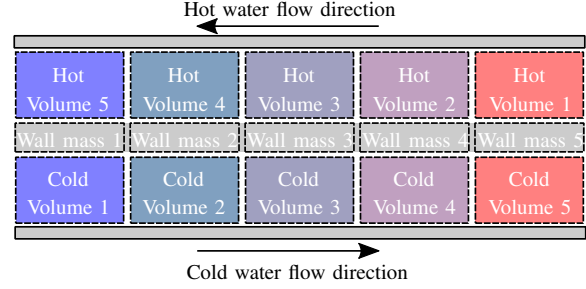 Hot water flow direction
Hot Hot Hot Hot Hot
Volume 5 Volume 4 Volume 3 Volume 2 Volume 1
Wall mass 1 Wall mass 2 Wall mass 3 Wall mass 4 Wall mass 5
Cold Cold Cold Cold Cold
Volume 1 Volume 2 Volume 3 Volume 4 Volume 5
Cold water flow direction